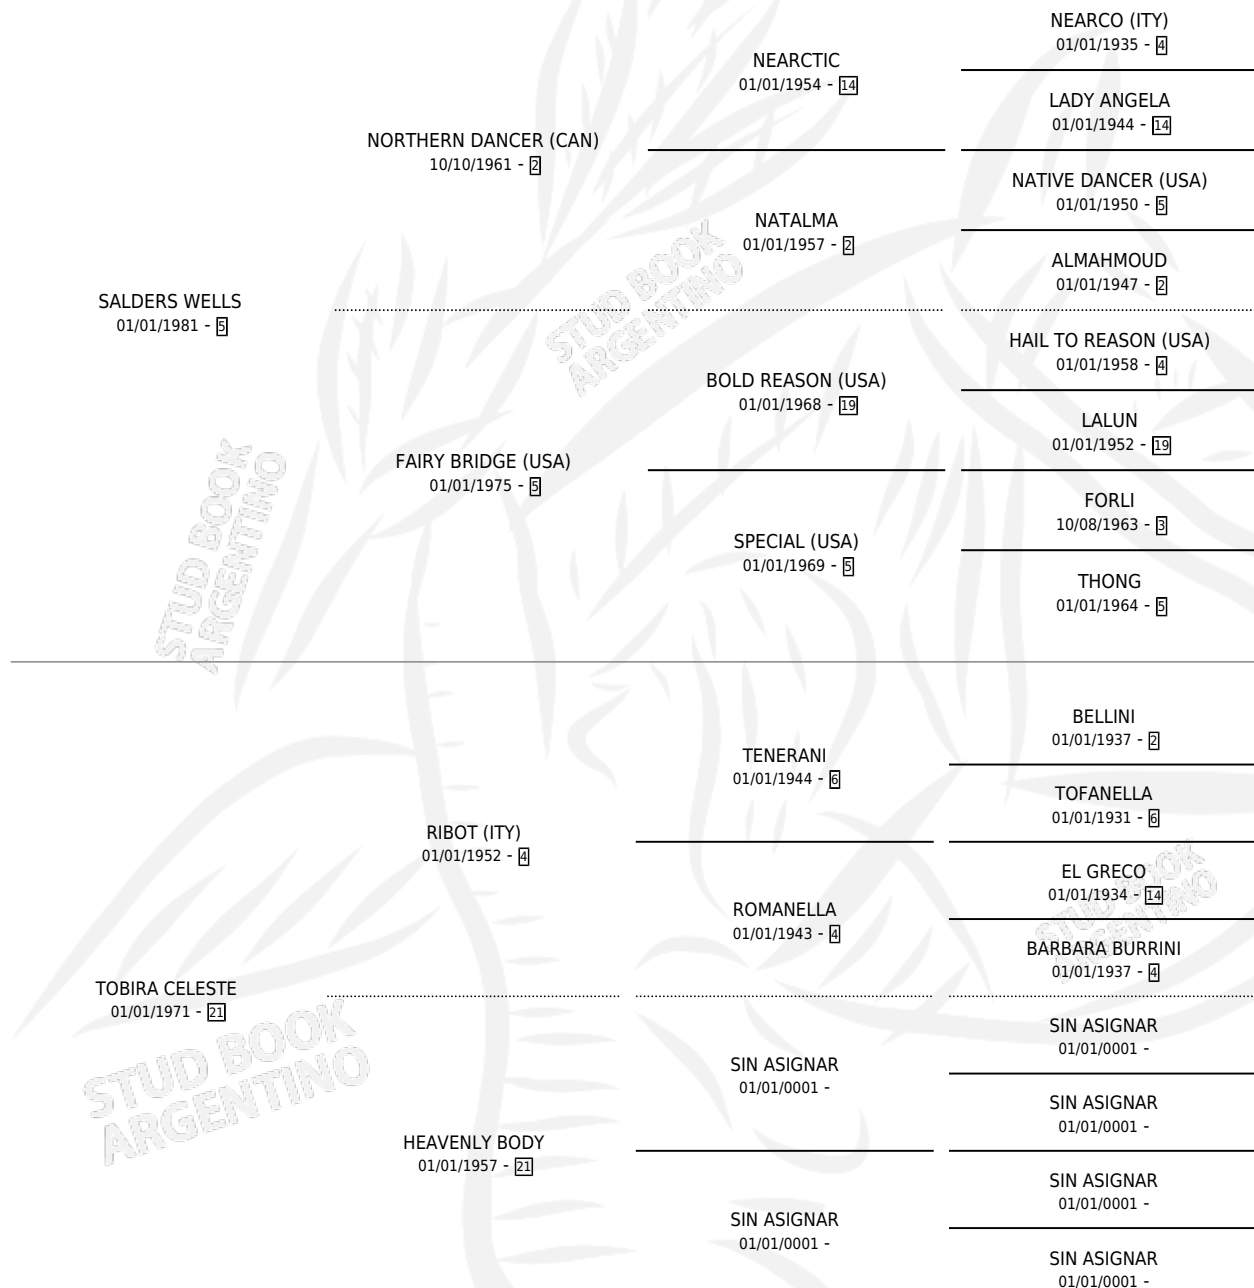 NEARCO (ITY)
01/01/1935 - 4
NEARCTIC
01/01/1954 - 14
LADY ANGELA
01/01/1944 - 14
NORTHERN DANCER (CAN)
10/10/1961 - 2
NATIVE DANCER (USA)
01/01/1950 - 5
NATALMA
01/01/1957 - 2
ALMAHMOUD
01/01/1947 - 2
SALDERS WELLS
01/01/1981 - 5
STUD BOOK
ARGENTINO
HAIL TO REASON (USA)
01/01/1958 - 4
BOLD REASON (USA)
01/01/1968 - 19
LALUN
01/01/1952 - 19
FAIRY BRIDGE (USA)
01/01/1975 - 5
FORLI
10/08/1963 - 3
SPECIAL (USA)
01/01/1969 - 5
THONG
01/01/1964 - 5
STUD BOOK
ARGENTINO
BELLINI
01/01/1937 - 2
TENERANI
01/01/1944 - 6
TOFANELLA
01/01/1931 - 6
RIBOT (ITY)
01/01/1952 - 4
EL GRECO
01/01/1934 - 14
ROMANELLA
01/01/1943 - 4
BARBARA BURRINI
01/01/1937 - 4
STUD BOOK
ARGENTINO
TOBIRA CELESTE
01/01/1971 - 21
SIN ASIGNAR
01/01/0001 -
SIN ASIGNAR
01/01/0001 -
SIN ASIGNAR
01/01/0001 -
STUD BOOK
ARGENTINO
HEAVENLY BODY
01/01/1957 - 21
SIN ASIGNAR
01/01/0001 -
SIN ASIGNAR
01/01/0001 -
SIN ASIGNAR
01/01/0001 -